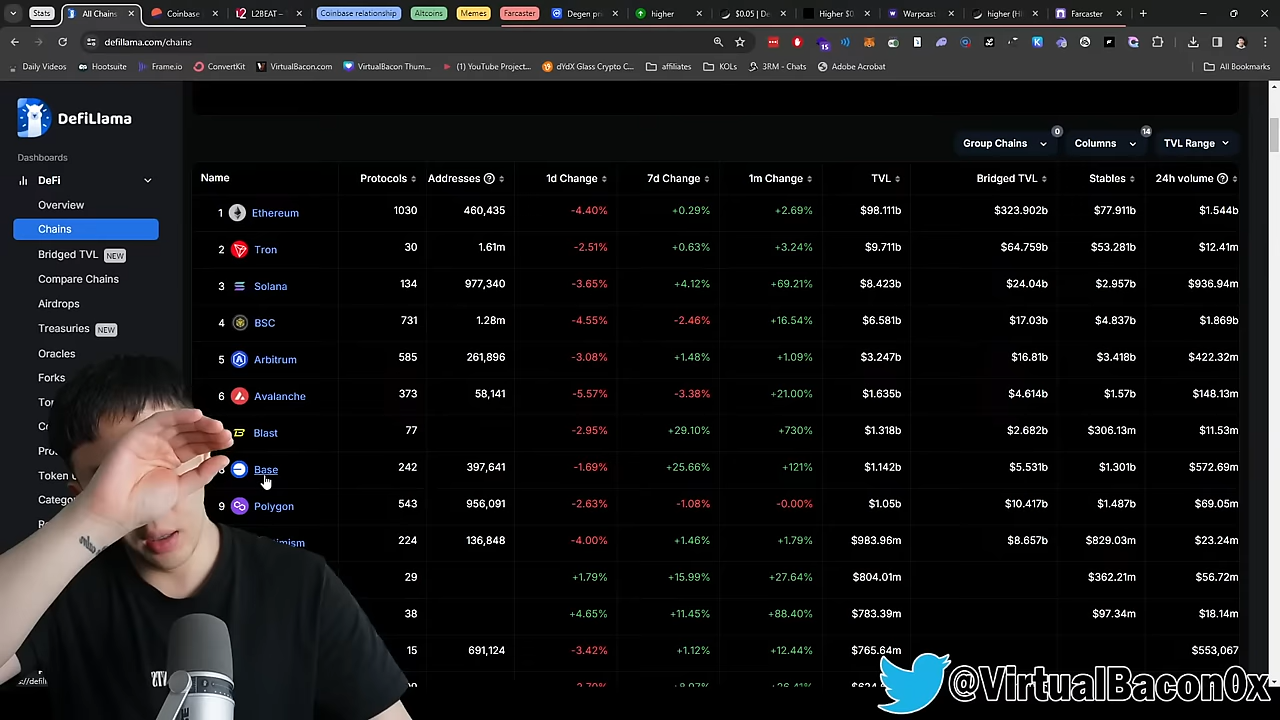 Stats
All Chains
Coinbase
L2BEAT –
Coinbase relationship
Altcoins
Memes
Farcaster
Degen pr
higher
$0.05 | De
Higher $0
Warpcast
higher (HI
Farcaster
defillama.com/chains
15
Daily Videos
Hootsuite
Frame.io
ConvertKit
VirtualBacon.com
VirtualBacon Thum...
(1) YouTube Project...
dYdX Glass Crypto C...
affiliates
KOLs
3RM - Chats
Adobe Acrobat
All Bookmarks
DefiLlama
Dashboards
DeFi
Overview
Chains
Bridged TVL NEW
Compare Chains
Airdrops
Treasuries NEW
Oracles
Forks
Token
Categ
0
14
Group Chains
Columns
TVL Range
Name Protocols Addresses 1d Change 7d Change 1m Change TVL Bridged TVL Stables 24h volume
1 Ethereum 1030 460,435 -4.40% +0.29% +2.69% $98.111b $323.902b $77.911b $1.544b
2 Tron 30 1.61m -2.51% +0.63% +3.24% $9.711b $64.759b $53.281b $12.41m
3 Solana 134 977,340 -3.65% +4.12% +69.21% $8.423b $24.04b $2.957b $936.94m
4 BSC 731 1.28m -4.55% -2.46% +16.54% $6.581b $17.03b $4.837b $1.869b
5 Arbitrum 585 261,896 -3.08% +1.48% +1.09% $3.247b $16.81b $3.418b $422.32m
6 Avalanche 373 58,141 -5.57% -3.38% +21.00% $1.635b $4.614b $1.57b $148.13m
Blast 77 -2.95% +29.10% +730% $1.318b $2.682b $306.13m $11.53m
Base 242 397,641 -1.69% +25.66% +121% $1.142b $5.931b $1.301b $572.69m
9 Polygon 543 956,091 -2.63% -1.08% -0.00% $1.05b $10.417b $1.487b $69.05m
imism 224 136,848 -4.00% +1.46% +1.79% $983.96m $8.657b $829.03m $23.24m
29 +1.79% +15.99% +27.64% $804.01m $362.21m $56.72m
38 +4.65% +11.45% +88.40% $783.39m $97.34m $18.14m
15 691,124 -3.42% +1.12% +12.44% $765.64m $553,067
@VirtualBacon0x